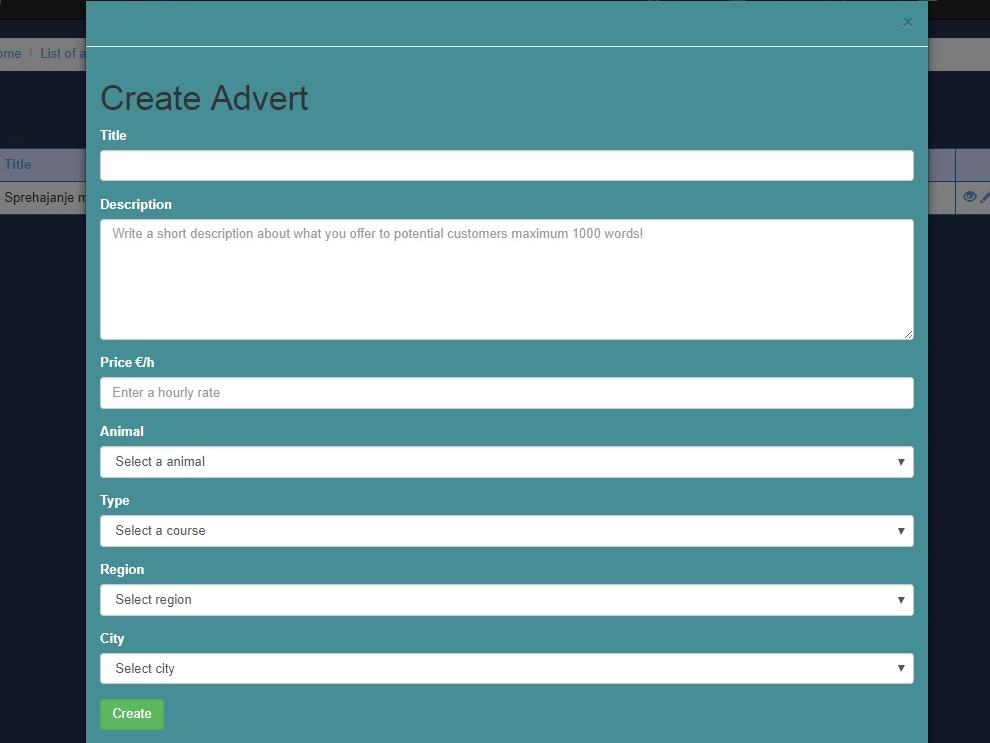 ×
ome / List of a
Create Advert
Title
Title
Sprehajanje m
Description
Write a short description about what you offer to potential customers maximum 1000 words!
Price €/h
Enter a hourly rate
Animal
Select a animal
Type
Select a course
Region
Select region
City
Select city
Create